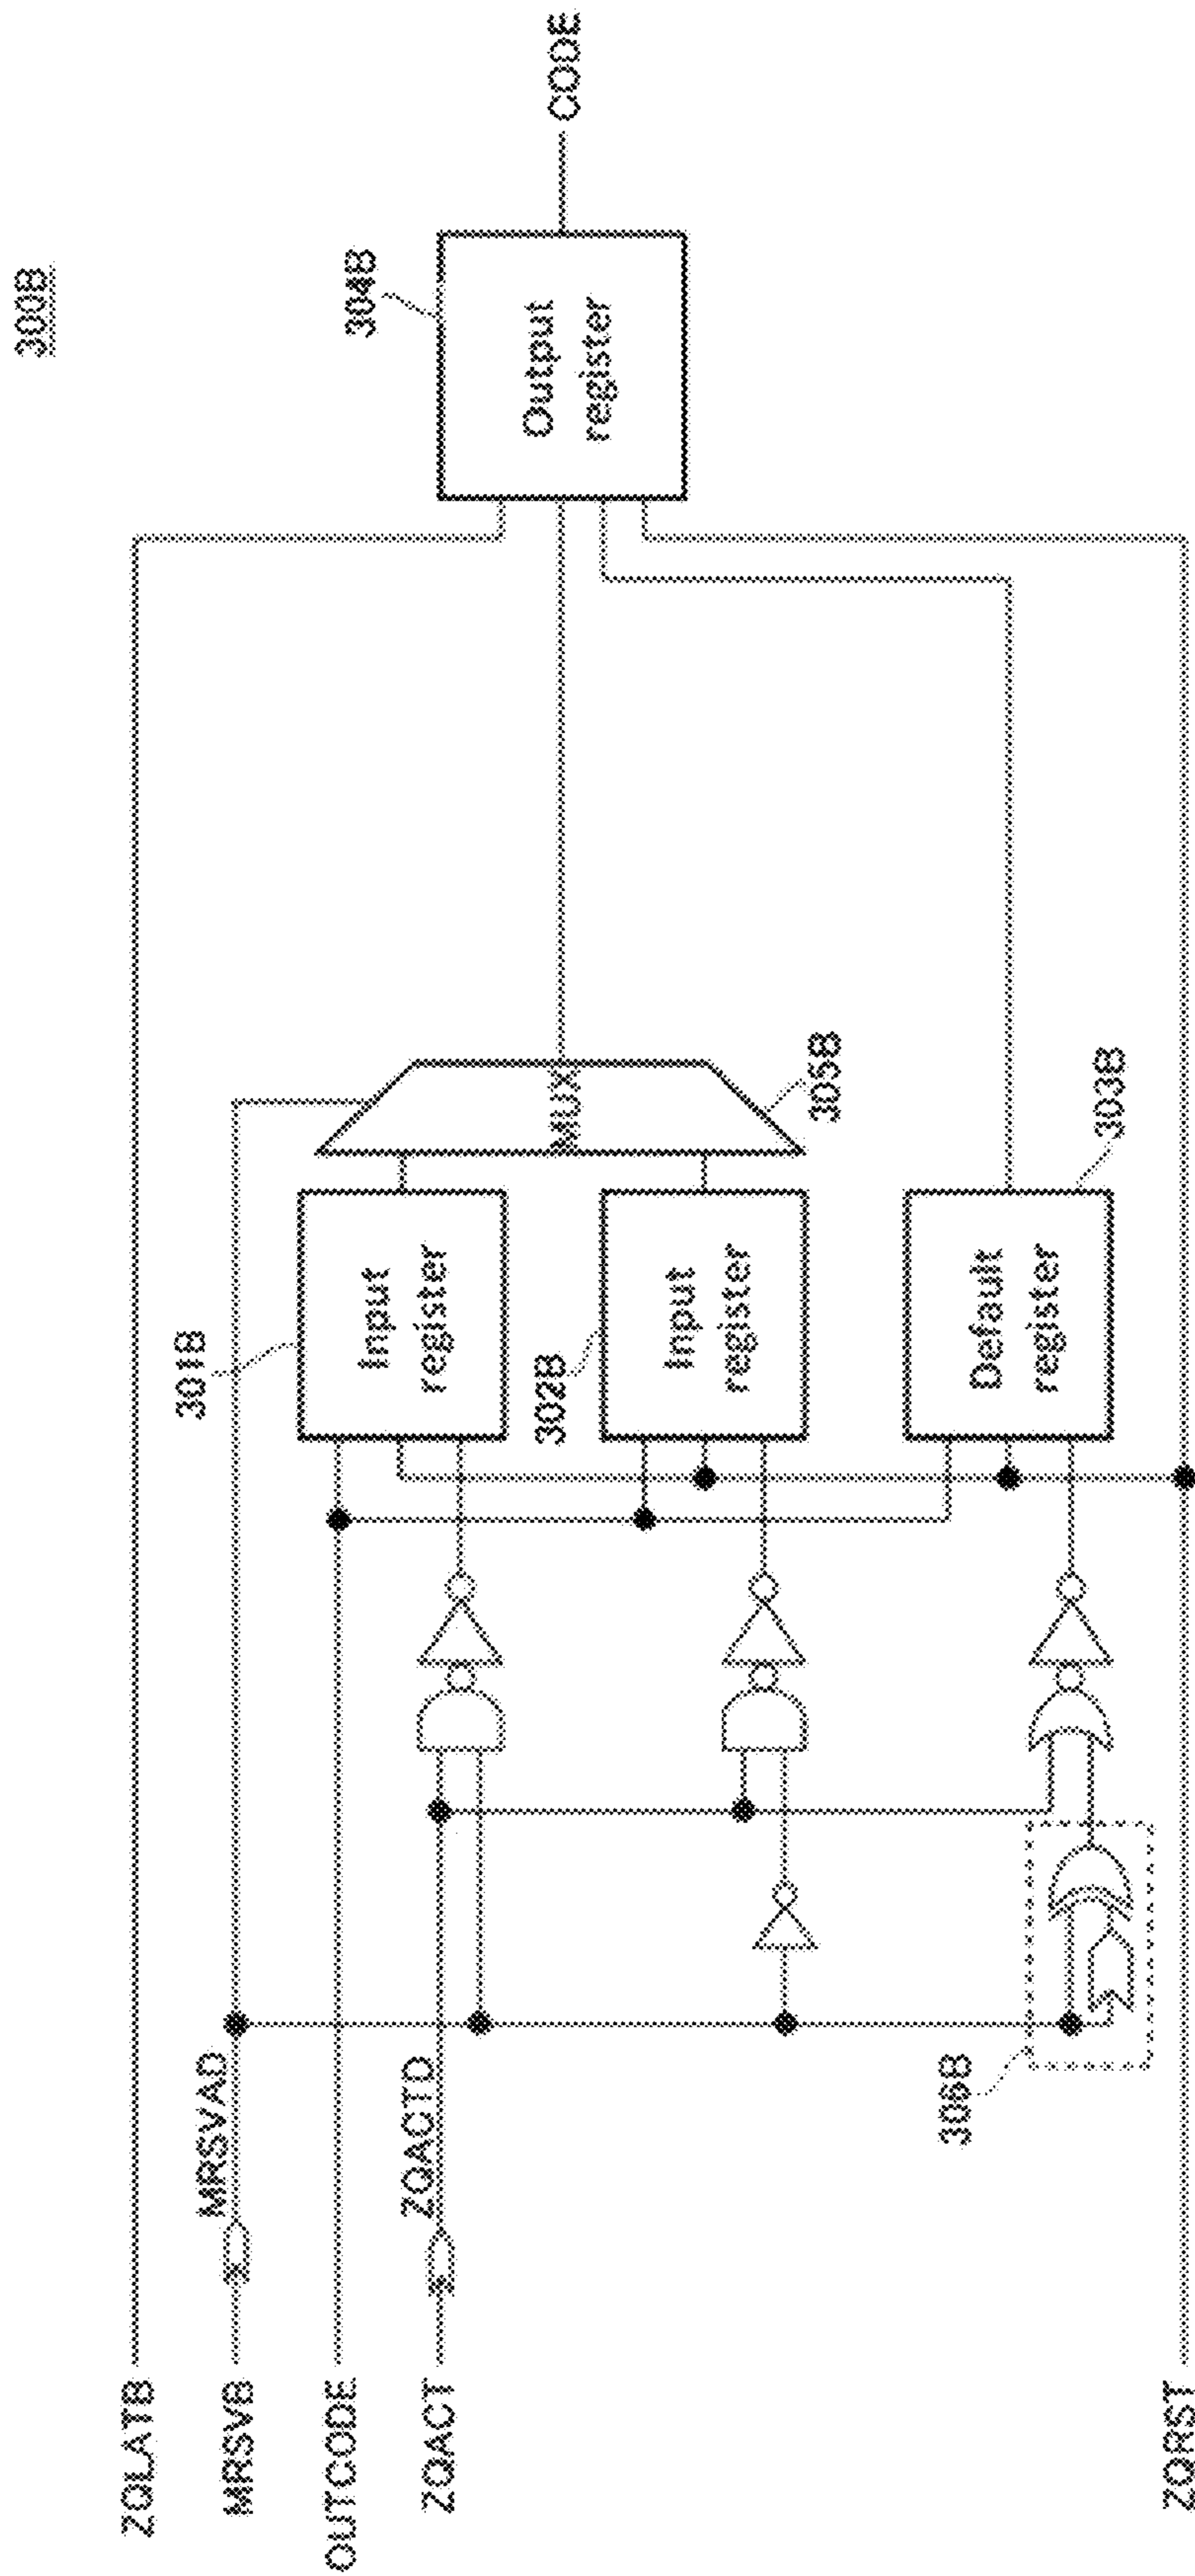 300B
ZQLATB
MRSVB
MRSVAD
OUTCODE
ZQACT
ZQACTD
ZQRST
301B
Input
register
302B
Input
register
Default
register
303B
MUX
305B
306B
304B
Output
register
CODE